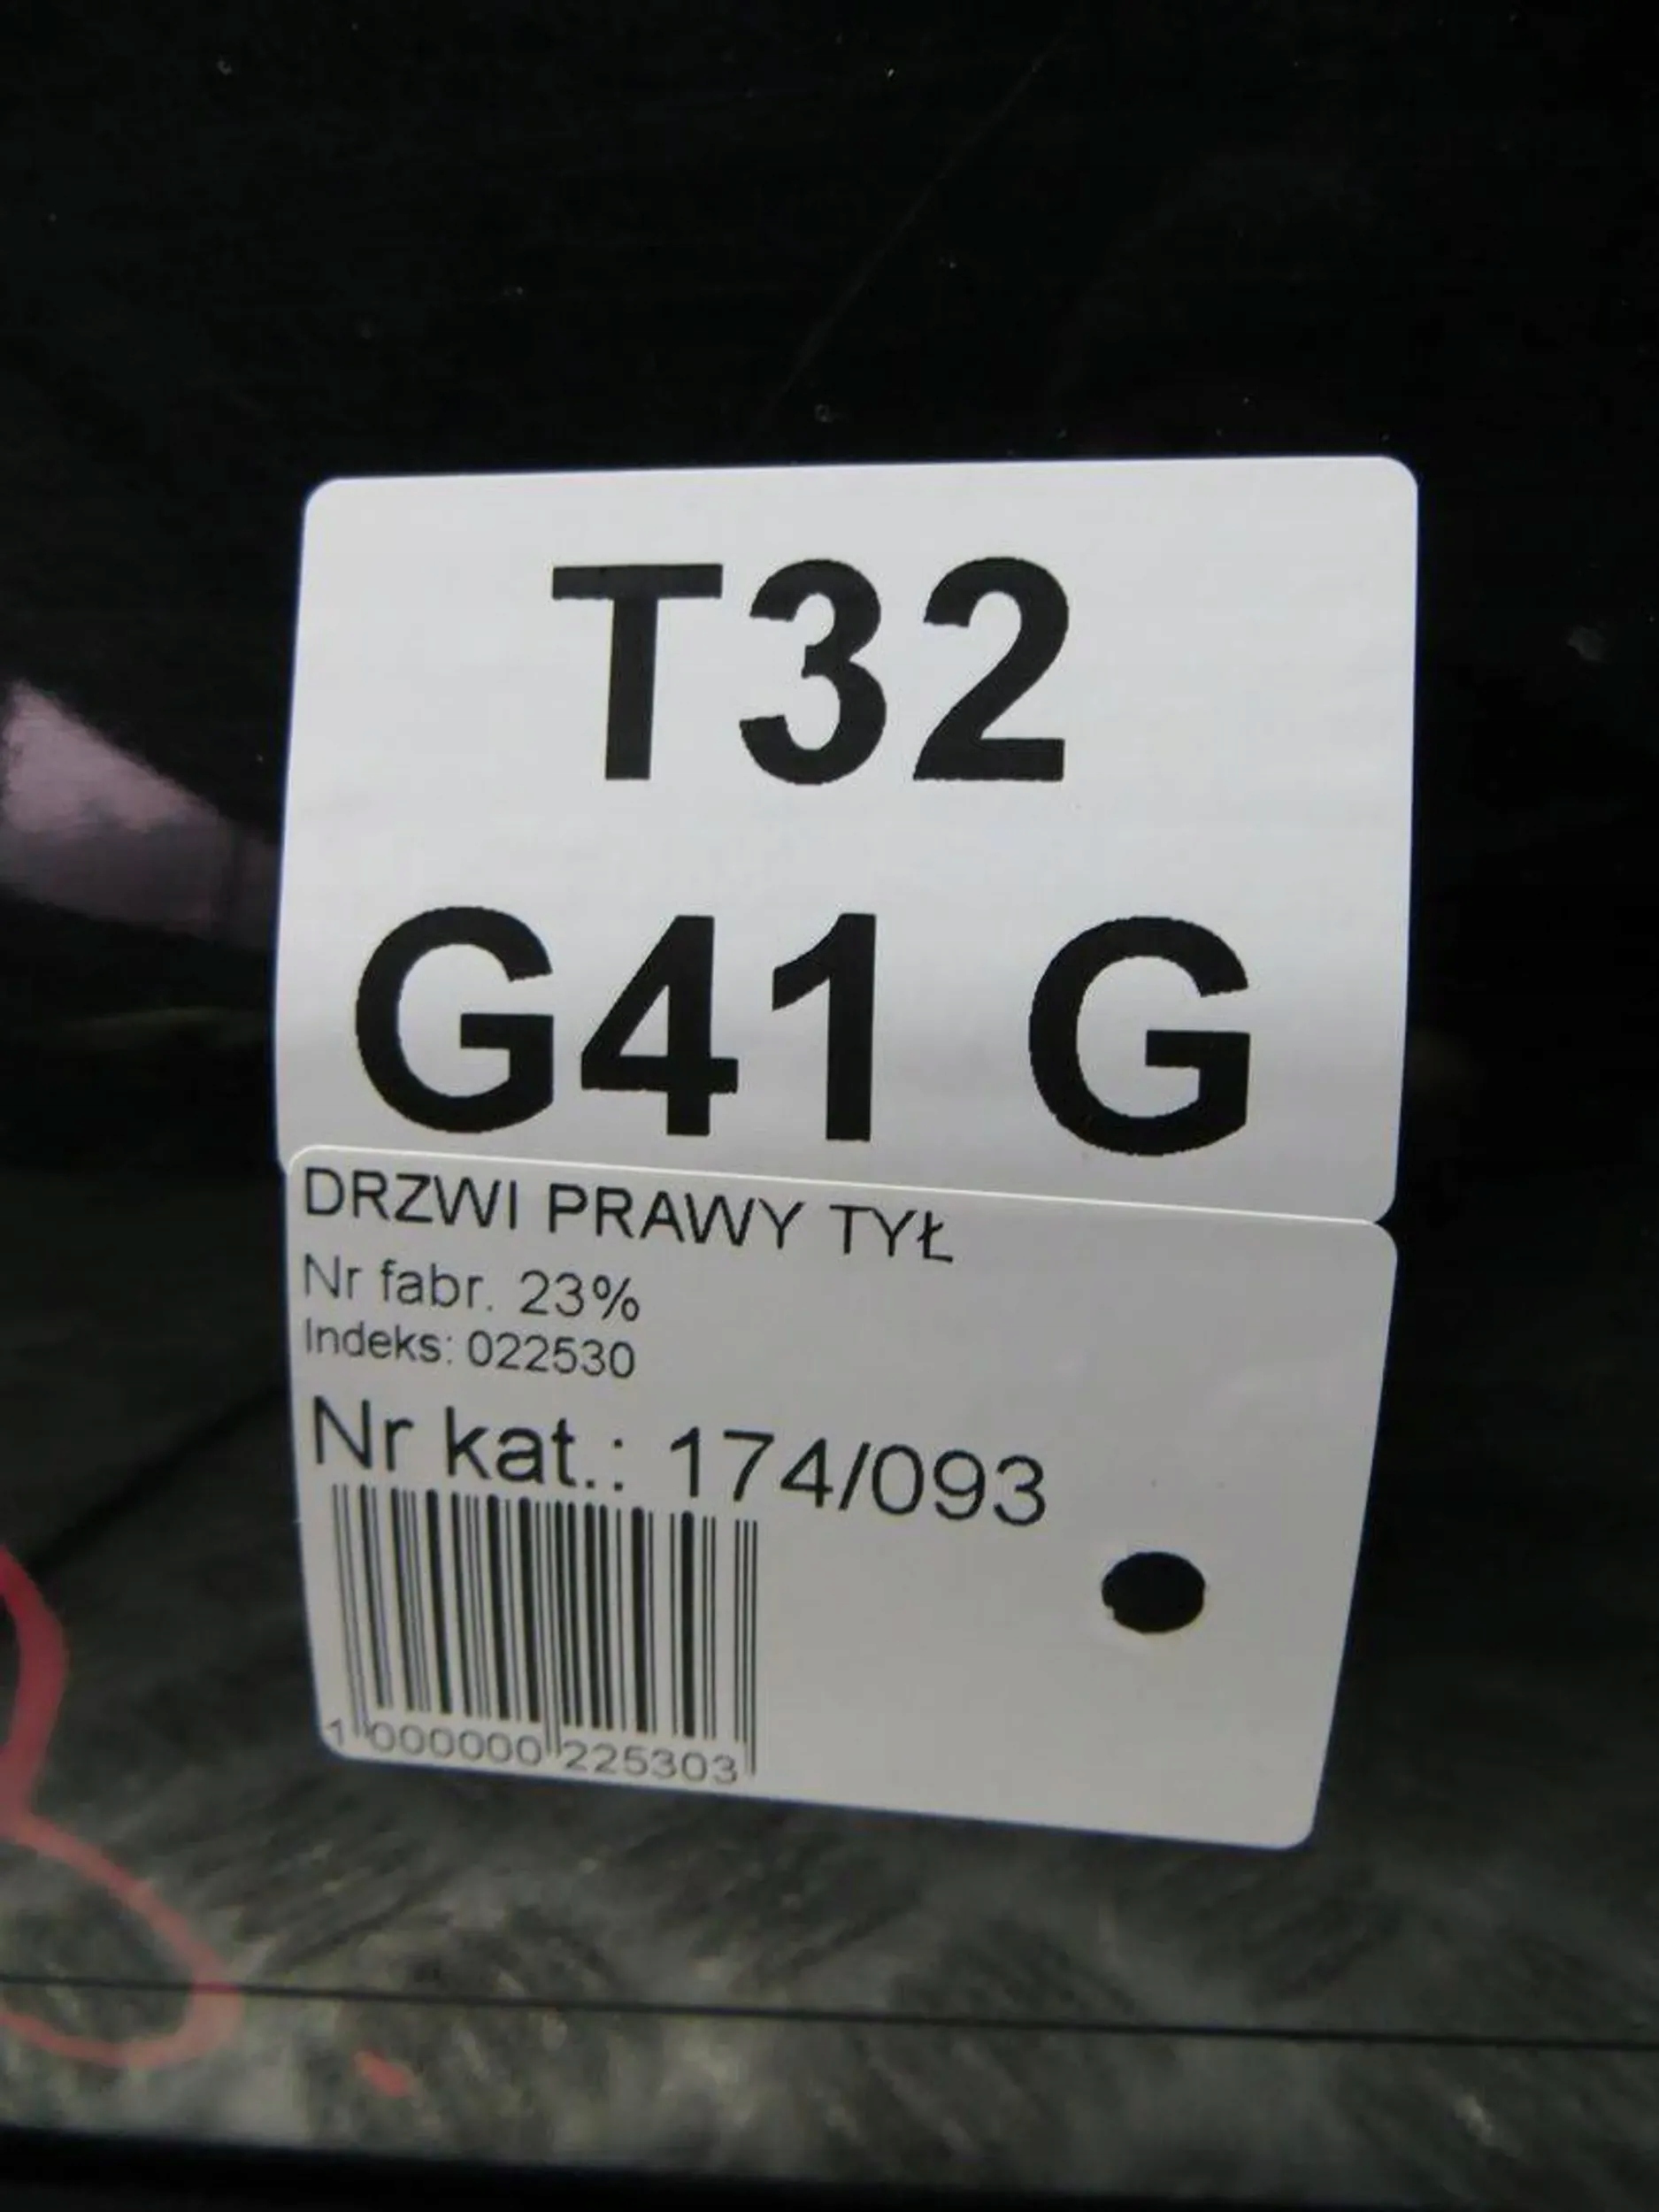 T32
G41 G
DRZWI PRAWY TYŁ
Nr fabr. 23%
Indeks: 022530
Nr kat.: 174/093
1 000000 225303